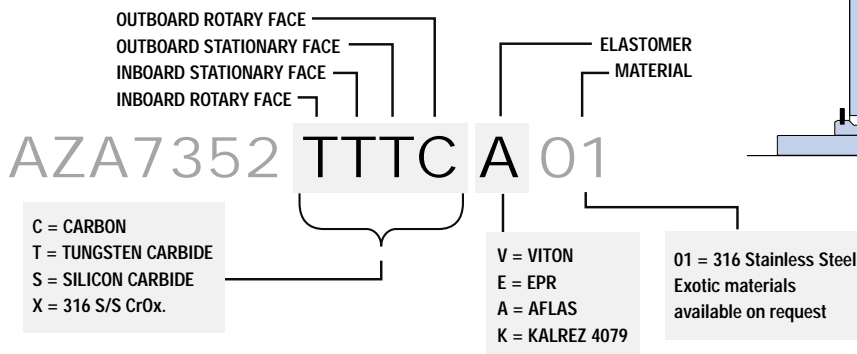 OUTBOARD ROTARY FACE
OUTBOARD STATIONARY FACE
INBOARD STATIONARY FACE
INBOARD ROTARY FACE
ELASTOMER
MATERIAL
AZA7352 TTTC A 01
C = CARBON
T = TUNGSTEN CARBIDE
S = SILICON CARBIDE
X = 316 S/S CrOx.
V = VITON
E = EPR
A = AFLAS
K = KALREZ 4079
01 = 316 Stainless Steel
Exotic materials
available on request